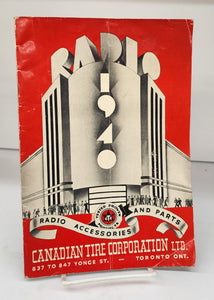 RADIO
1940
RADIO ACCESSORIES AND PARTS
CANADIAN TIRE CORPORATION LTD.
837 TO 847 YONGE ST. — TORONTO ONT.